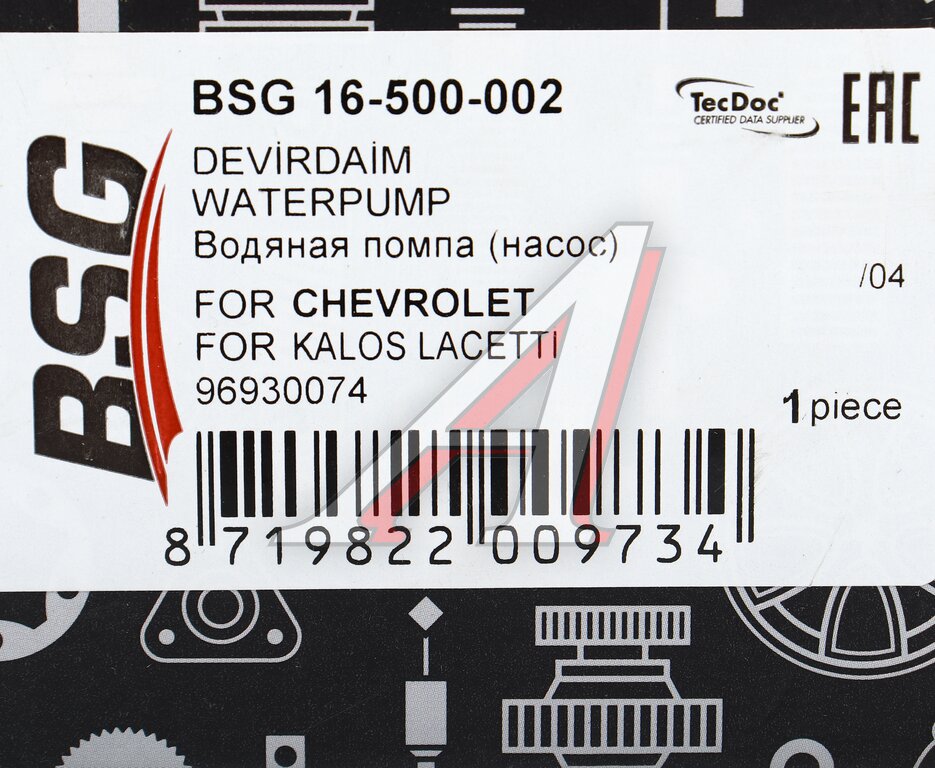 BSG 16-500-002
TecDoc
CERTIFIED DATA SUPPLIER
EAC
BSG
DEVİRDAİM
WATERPUMP
Водяная помпа (насос)
/04
FOR CHEVROLET
FOR KALOS LACETTI
96930074
1 piece
8 719822 009734